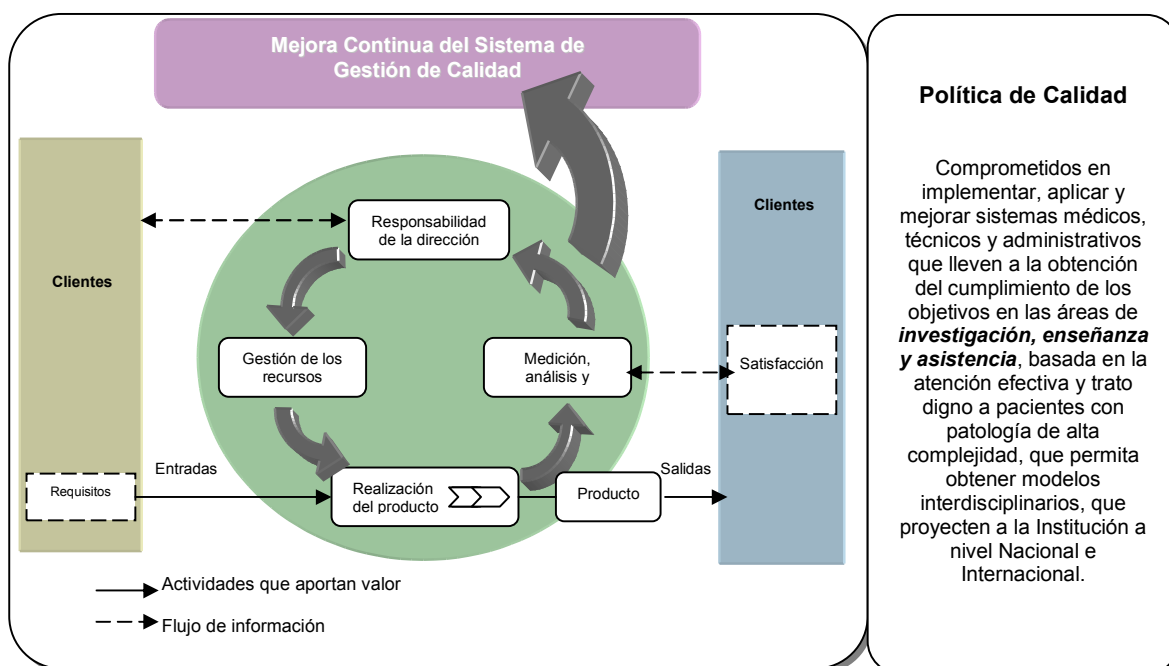 Mejora Continua del Sistema de
Gestión de Calidad
Clientes
Requisitos
Entradas
Responsabilidad
de la dirección
Gestión de los
recursos
Medición,
análisis y
Realización
del producto
Producto
Salidas
Clientes
Satisfacción
Actividades que aportan valor
Flujo de información
Política de Calidad
Comprometidos en
implementar, aplicar y
mejorar sistemas médicos,
técnicos y administrativos
que lleven a la obtención
del cumplimiento de los
objetivos en las áreas de
investigación, enseñanza
y asistencia, basada en la
atención efectiva y trato
digno a pacientes con
patología de alta
complejidad, que permita
obtener modelos
interdisciplinarios, que
proyecten a la Institución a
nivel Nacional e
Internacional.